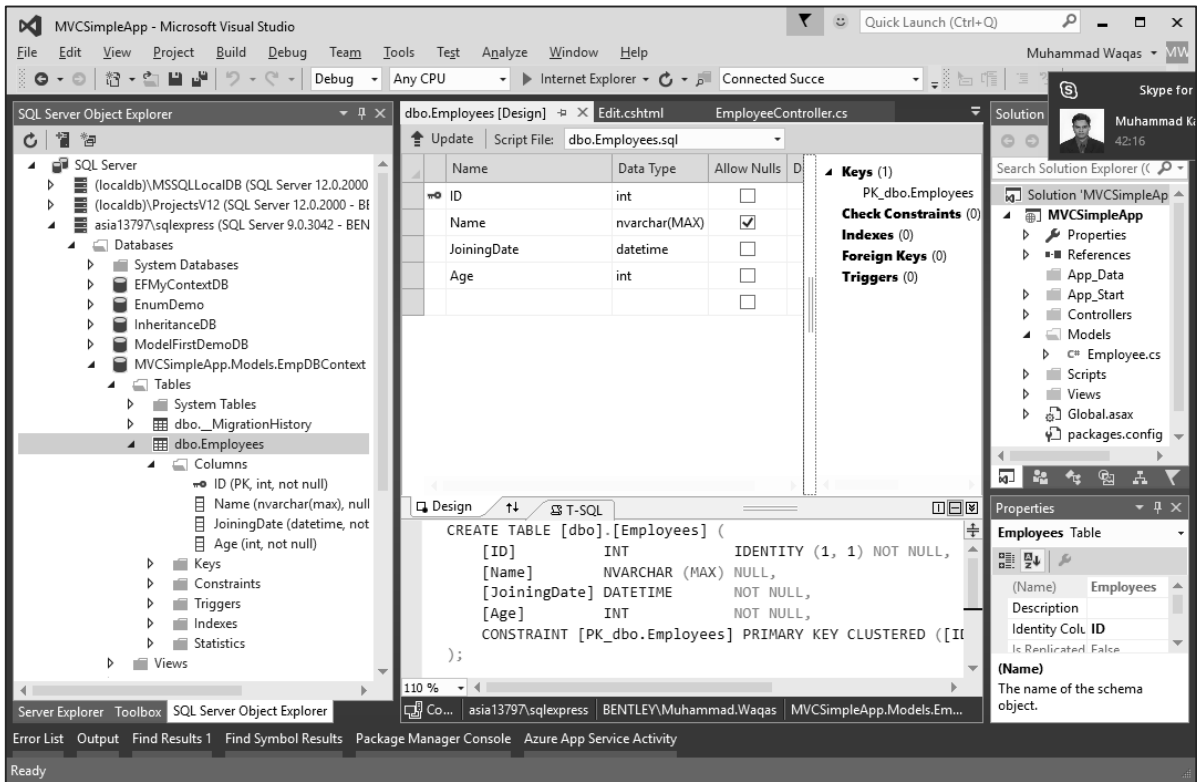 MVCSimpleApp - Microsoft Visual Studio
Quick Launch (Ctrl+Q)
File Edit View Project Build Debug Team Tools Test Analyze Window Help
Muhammad Waqas MW
Debug Any CPU Internet Explorer Connected Succe
Skype for
Muhammad Ka
42:16
SQL Server Object Explorer
SQL Server
(localdb)\MSSQLLocalDB (SQL Server 12.0.2000
(localdb)\ProjectsV12 (SQL Server 12.0.2000 - BE
asia13797\sqlexpress (SQL Server 9.0.3042 - BEN
Databases
System Databases
EFMyContextDB
EnumDemo
InheritanceDB
ModelFirstDemoDB
MVCSimpleApp.Models.EmpDBContext
Tables
System Tables
dbo.__MigrationHistory
dbo.Employees
Columns
ID (PK, int, not null)
Name (nvarchar(max), null
JoiningDate (datetime, not
Age (int, not null)
Keys
Constraints
Triggers
Indexes
Statistics
Views
Server Explorer Toolbox SQL Server Object Explorer
dbo.Employees [Design] Edit.cshtml EmployeeController.cs
Update Script File: dbo.Employees.sql
Name Data Type Allow Nulls D
ID int
Name nvarchar(MAX)
JoiningDate datetime
Age int
Keys (1)
PK_dbo.Employees
Check Constraints (0)
Indexes (0)
Foreign Keys (0)
Triggers (0)
Design T-SQL
CREATE TABLE [dbo].[Employees] (
[ID] INT IDENTITY (1, 1) NOT NULL,
[Name] NVARCHAR (MAX) NULL,
[JoiningDate] DATETIME NOT NULL,
[Age] INT NOT NULL,
CONSTRAINT [PK_dbo.Employees] PRIMARY KEY CLUSTERED ([ID
);
110 %
Co... asia13797\sqlexpress BENTLEY\Muhammad.Waqas MVCSimpleApp.Models.Em...
Solution
Search Solution Explorer (C
Solution 'MVCSimpleAp
MVCSimpleApp
Properties
References
App_Data
App_Start
Controllers
Models
C# Employee.cs
Scripts
Views
Global.asax
packages.config
Properties
Employees Table
(Name) Employees
Description
Identity Colu ID
Is Replicated False
(Name)
The name of the schema
object.
Error List Output Find Results 1 Find Symbol Results Package Manager Console Azure App Service Activity
Ready